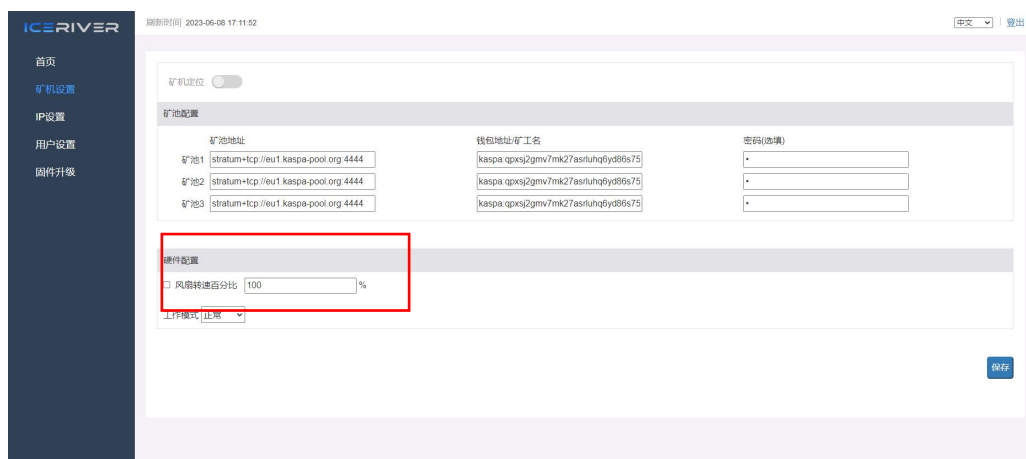 ICERIVER
刷新时间 2023-06-08 17:11:52
中文
登出
首页
矿机设置
IP设置
用户设置
固件升级
矿机定位
矿池配置
矿池地址 钱包地址/矿工名 密码(选填)
矿池1 stratum+tcp://eu1.kaspa-pool.org:4444 kaspa:qpxsj2gmv7mk27asrluhq6yd86s75 •
矿池2 stratum+tcp://eu1.kaspa-pool.org:4444 kaspa:qpxsj2gmv7mk27asrluhq6yd86s75 •
矿池3 stratum+tcp://eu1.kaspa-pool.org:4444 kaspa:qpxsj2gmv7mk27asrluhq6yd86s75 •
硬件配置
风扇转速百分比 100 %
工作模式 正常
保存